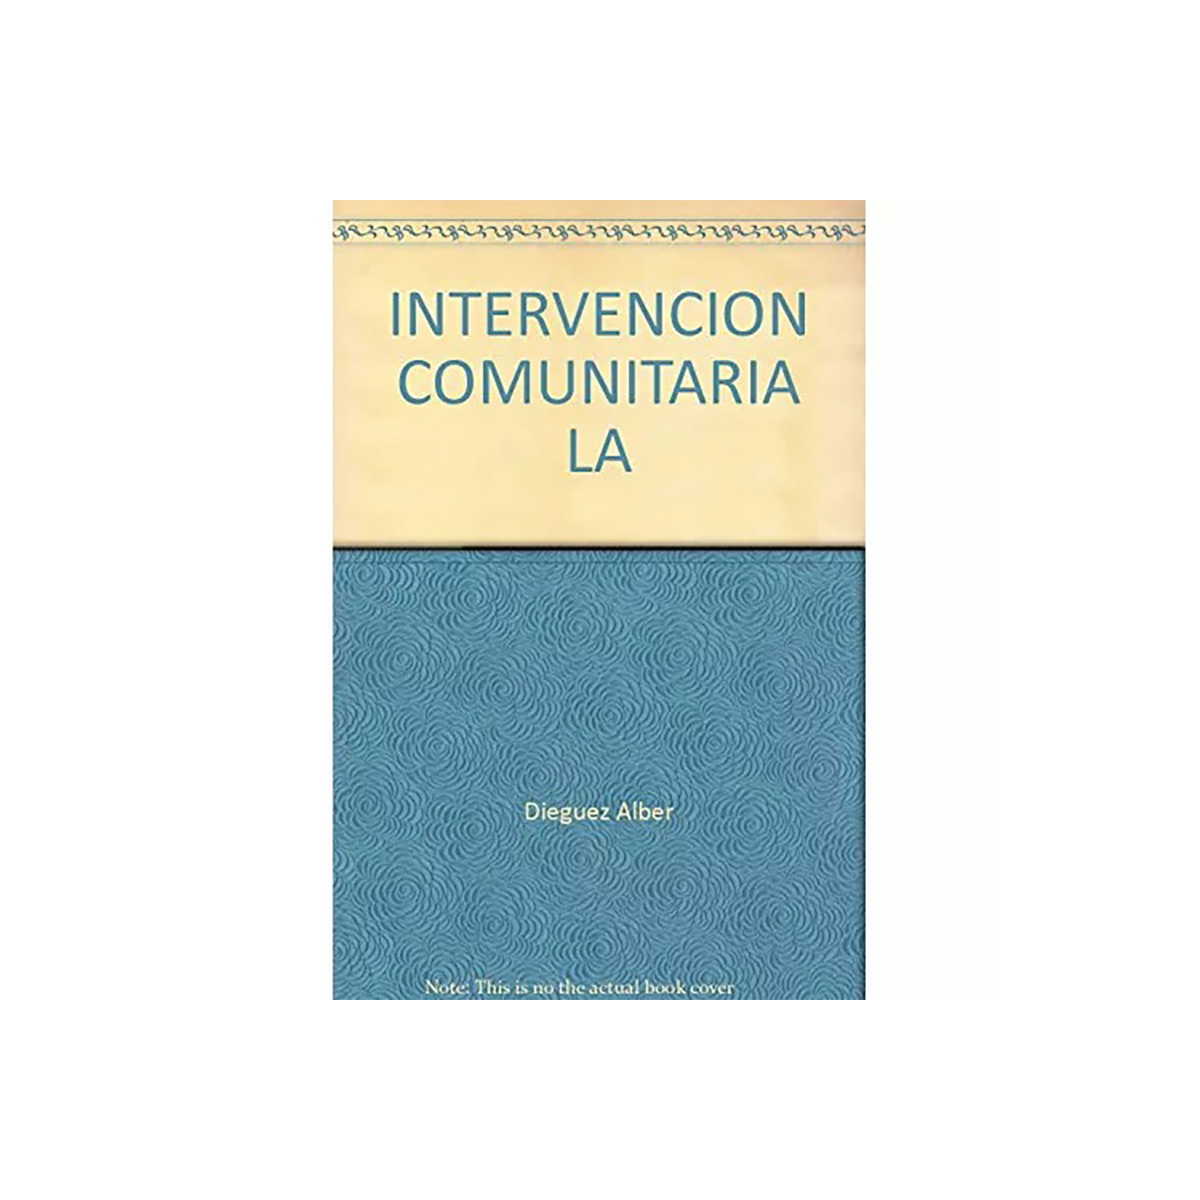 INTERVENCION
COMUNITARIA
LA
Dieguez Alber
Note: This is no the actual book cover